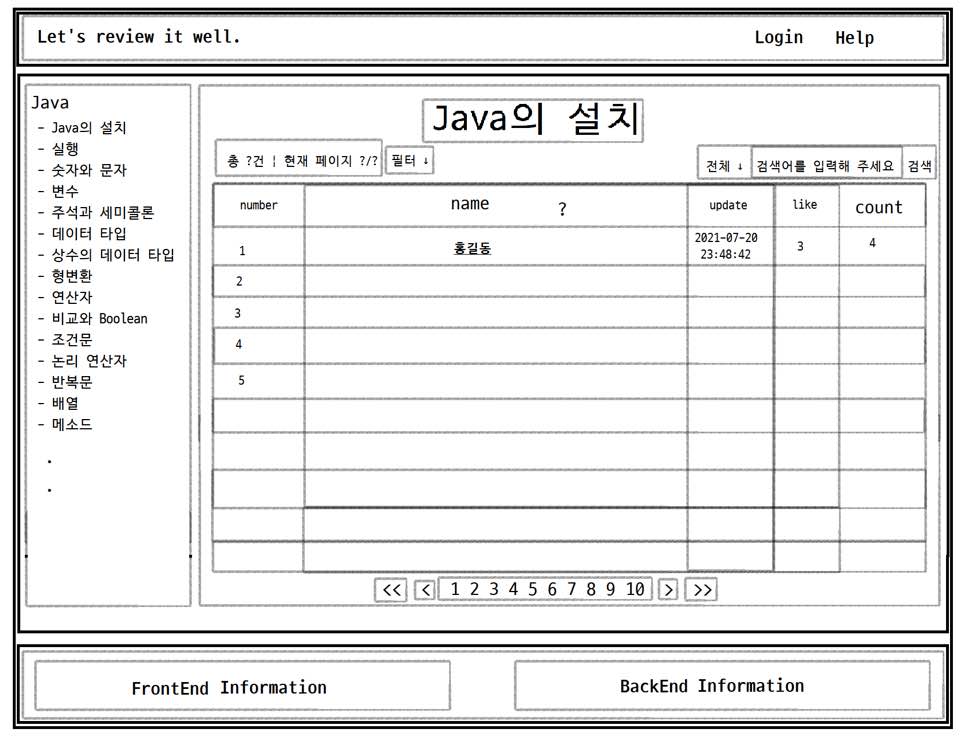 Let's review it well.
Login Help
Java
- Java의 설치
- 실행
- 숫자와 문자
- 변수
- 주석과 세미콜론
- 데이터 타입
- 상수의 데이터 타입
- 형변환
- 연산자
- 비교와 Boolean
- 조건문
- 논리 연산자
- 반복문
- 배열
- 메소드
.
.
Java의 설치
총 ?건 ¦ 현재 페이지 ?/? 필터 ↓
전체 ↓ 검색어를 입력해 주세요 검색
number name ? update like count
1 홍길동 2021-07-20 3 4
23:48:42
2
3
4
5
<< < 1 2 3 4 5 6 7 8 9 10 > >>
FrontEnd Information
BackEnd Information